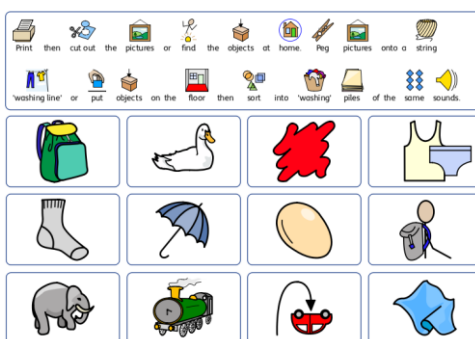 Print then cut out the pictures or find the objects at home. Peg pictures onto a string
'washing line' or put objects on the floor then sort into 'washing' piles of the same sounds.